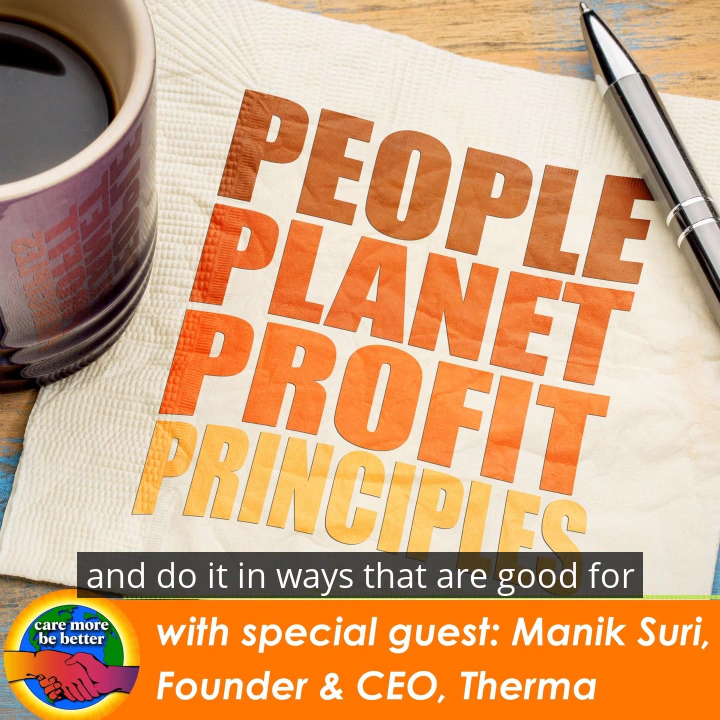 PEOPLE
PLANET
PROFIT
PRINCIPLES
and do it in ways that are good for
care more
be better
with special guest: Manik Suri,
Founder & CEO, Therma